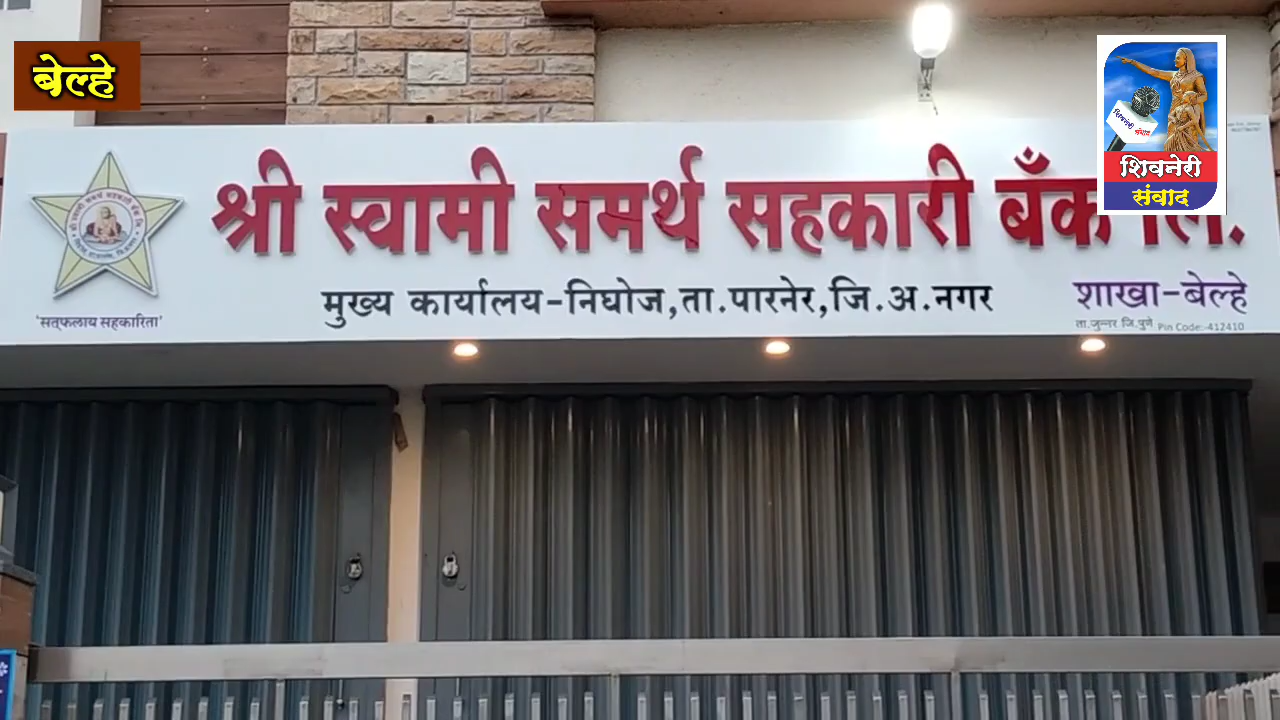 बेल्हे
शिवनेरी
संवाद
श्री स्वामी समर्थ सहकारी बँक लि.
मुख्य कार्यालय-निघोज,ता.पारनेर,जि.अ.नगर
शाखा-बेल्हे
ता.जुन्नर जि.पुणे Pin Code:-412410
'सत्‌फलाय सहकारिता'